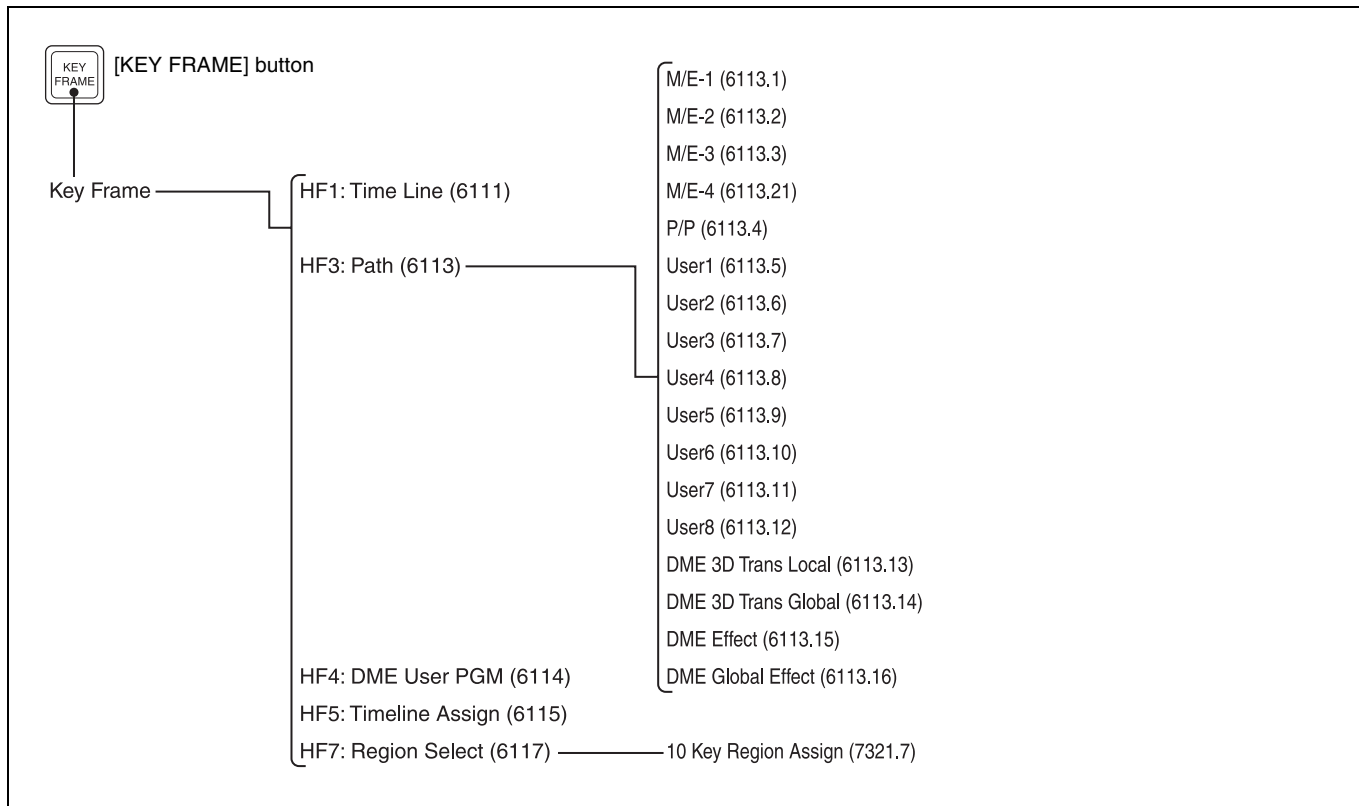 KEY
FRAME
[KEY FRAME] button
Key Frame
HF1: Time Line (6111)
HF3: Path (6113)
M/E-1 (6113.1)
M/E-2 (6113.2)
M/E-3 (6113.3)
M/E-4 (6113.21)
P/P (6113.4)
User1 (6113.5)
User2 (6113.6)
User3 (6113.7)
User4 (6113.8)
User5 (6113.9)
User6 (6113.10)
User7 (6113.11)
User8 (6113.12)
DME 3D Trans Local (6113.13)
DME 3D Trans Global (6113.14)
DME Effect (6113.15)
DME Global Effect (6113.16)
HF4: DME User PGM (6114)
HF5: Timeline Assign (6115)
HF7: Region Select (6117)
10 Key Region Assign (7321.7)